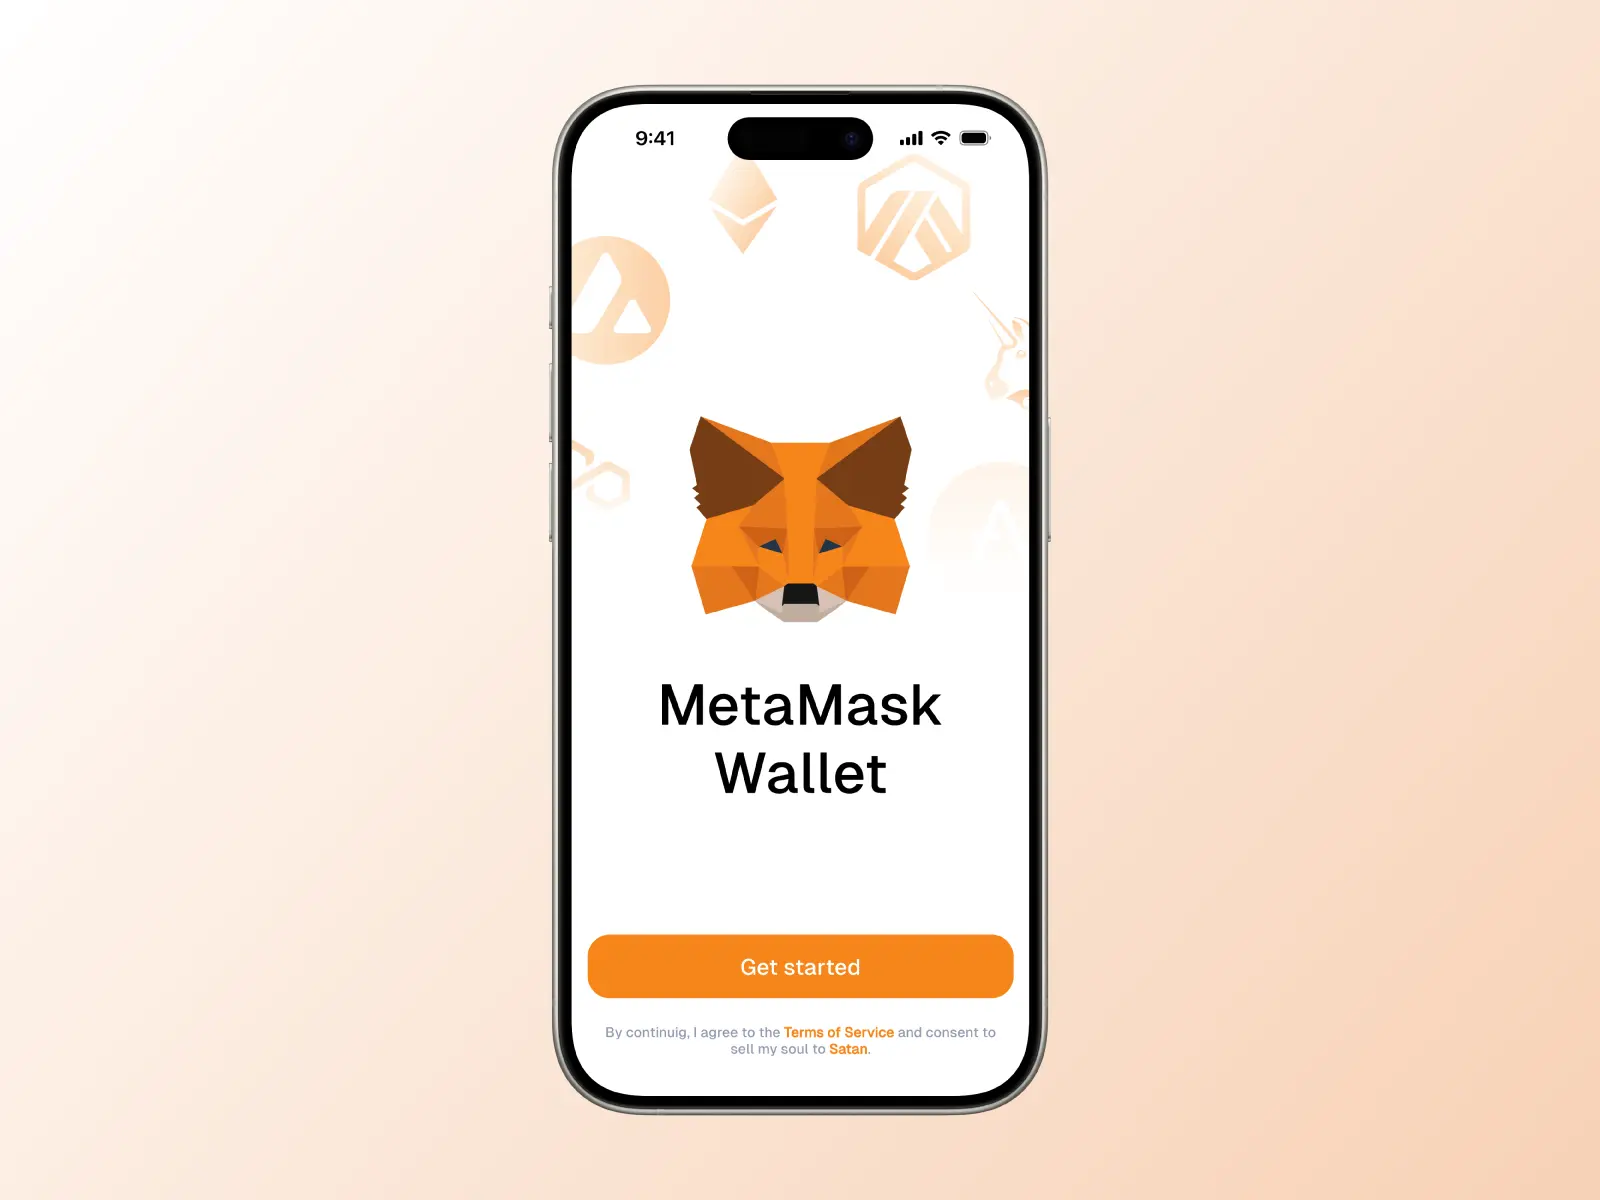 9:41
MetaMask
Wallet
Get started
By continuig, I agree to the Terms of Service and consent to
sell my soul to Satan.